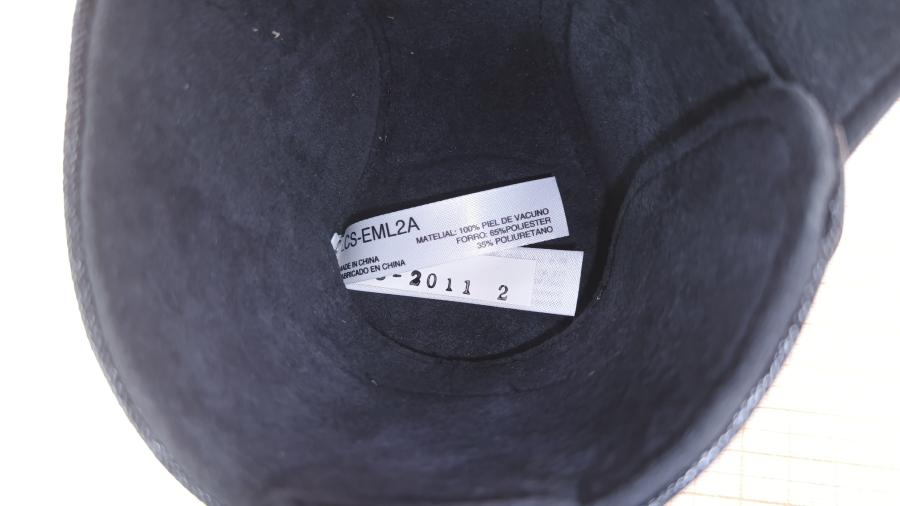 LCS-EML2A
MATELIAL: 100% PIEL DE VACUNO
FORRO: 65%POLIESTER
35% POLIURETANO
MADE IN CHINA
FABRICADO EN CHINA
- 2011 2